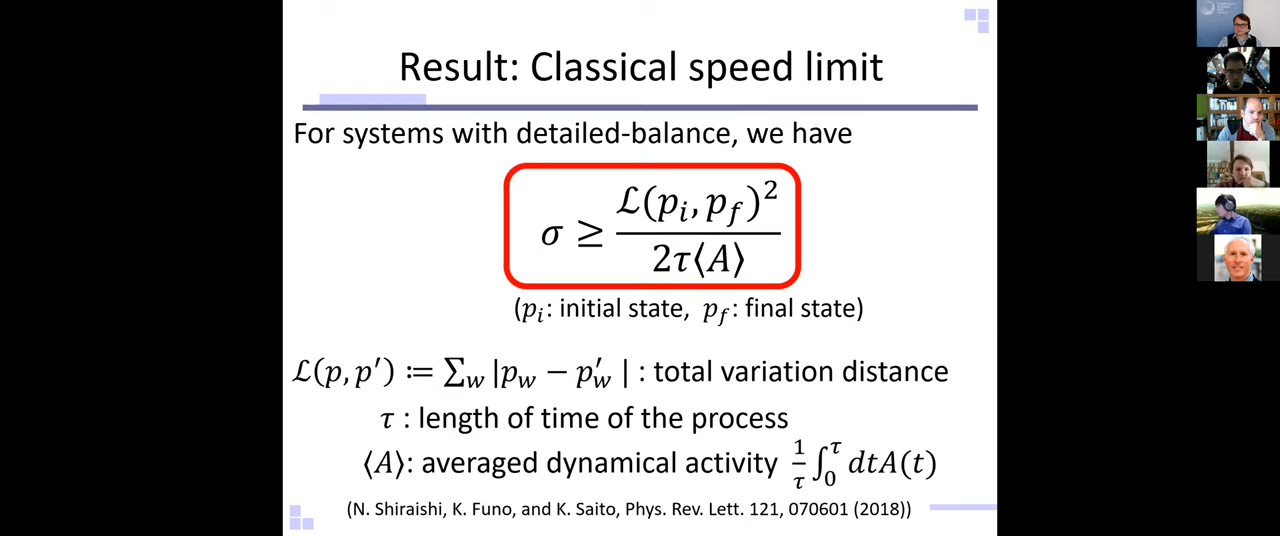 Result: Classical speed limit
For systems with detailed-balance, we have
σ ≥ ℒ(p_i, p_f)² / 2τ⟨A⟩
(p_i: initial state, p_f: final state)
ℒ(p, p′) ≔ ∑_w |p_w − p′_w | : total variation distance
τ : length of time of the process
⟨A⟩: averaged dynamical activity 1/τ ∫₀^τ dtA(t)
(N. Shiraishi, K. Funo, and K. Saito, Phys. Rev. Lett. 121, 070601 (2018))